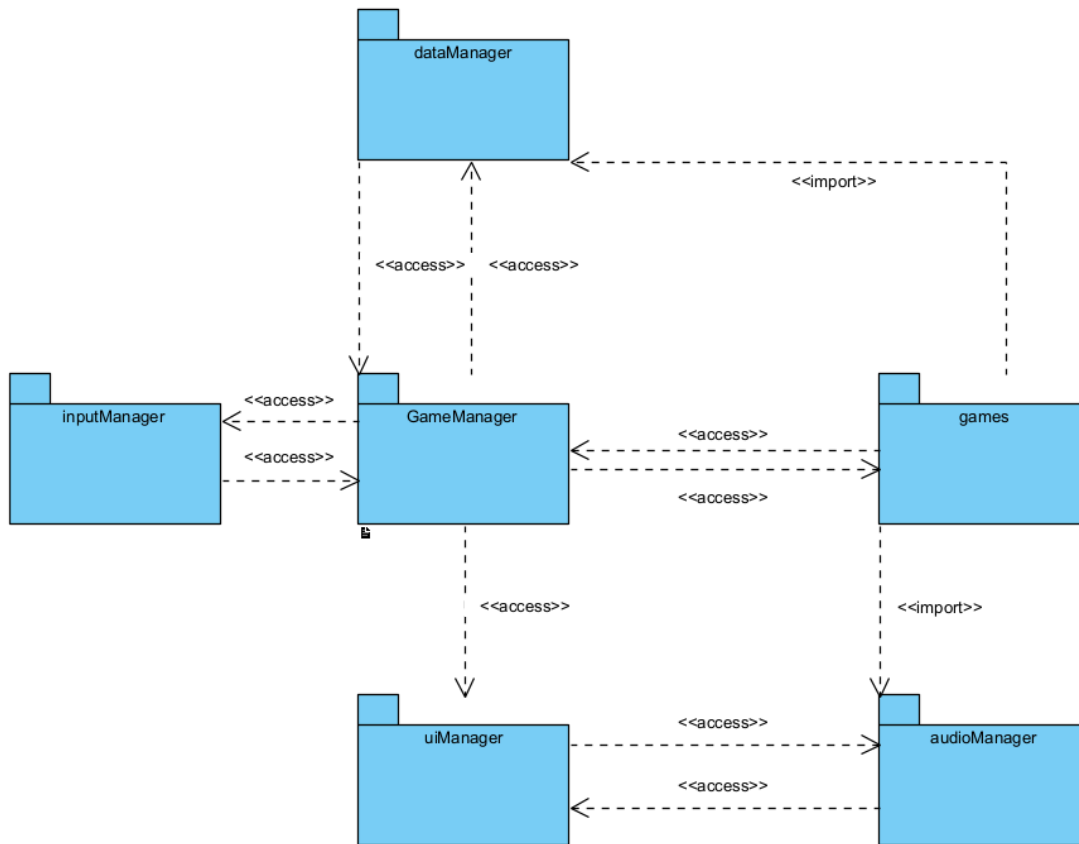 dataManager
<<import>>
<<access>>
<<access>>
<<access>>
inputManager
GameManager
games
<<access>>
<<access>>
<<access>>
<<access>>
<<import>>
<<access>>
uiManager
audioManager
<<access>>